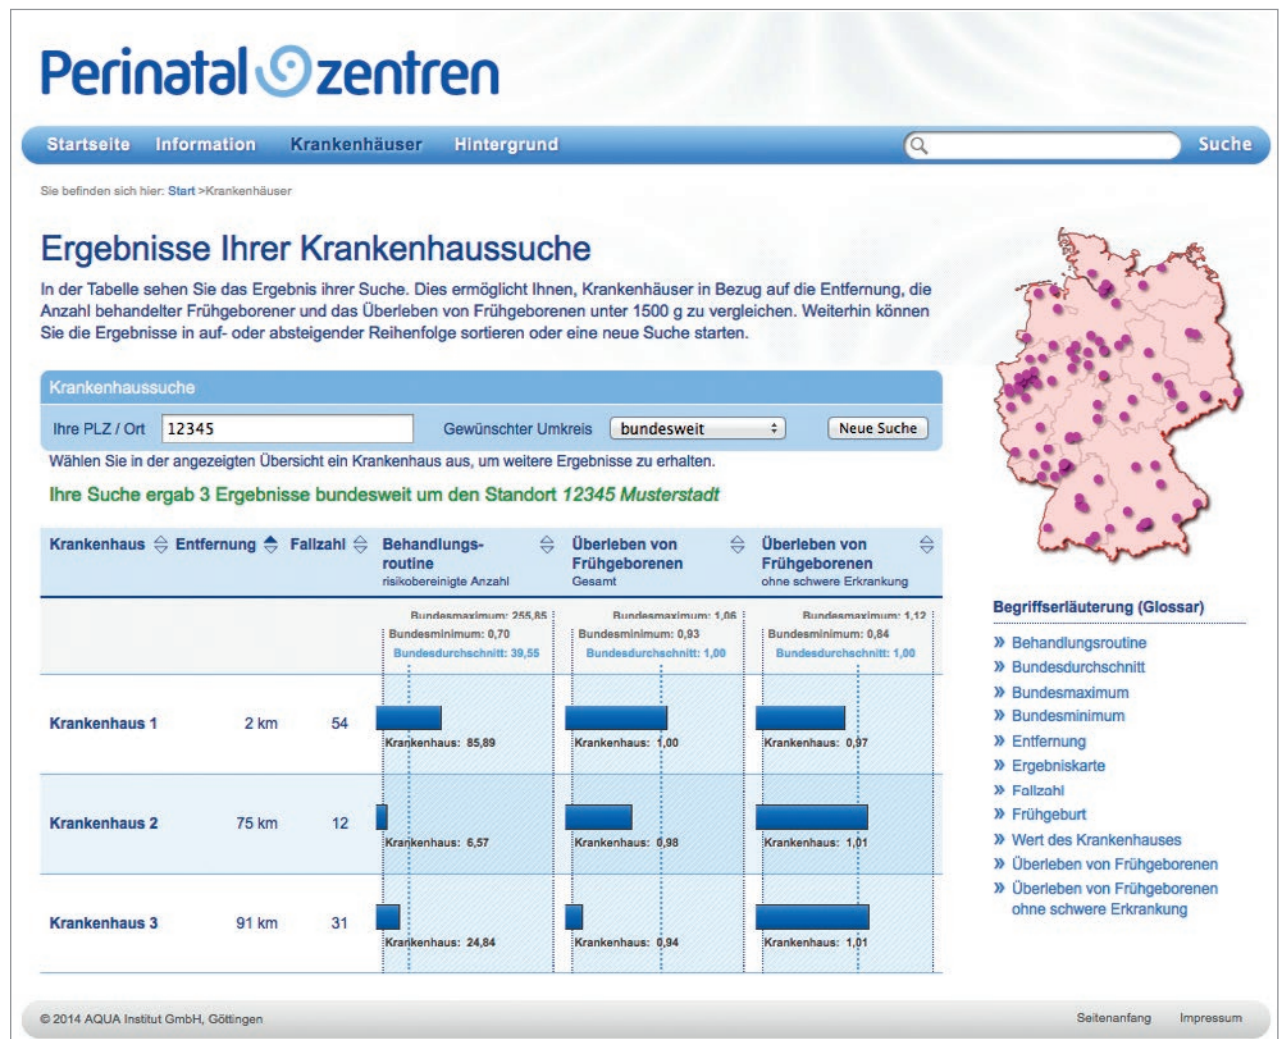 Perinatal zentren
Startseite Information Krankenhäuser Hintergrund Suche
Sie befinden sich hier: Start >Krankenhäuser
Ergebnisse Ihrer Krankenhaussuche
In der Tabelle sehen Sie das Ergebnis ihrer Suche. Dies ermöglicht Ihnen, Krankenhäuser in Bezug auf die Entfernung, die
Anzahl behandelter Frühgeborener und das Überleben von Frühgeborenen unter 1500 g zu vergleichen. Weiterhin können
Sie die Ergebnisse in auf- oder absteigender Reihenfolge sortieren oder eine neue Suche starten.
Krankenhaussuche
Ihre PLZ / Ort 12345 Gewünschter Umkreis bundesweit Neue Suche
Wählen Sie in der angezeigten Übersicht ein Krankenhaus aus, um weitere Ergebnisse zu erhalten.
Ihre Suche ergab 3 Ergebnisse bundesweit um den Standort 12345 Musterstadt
Krankenhaus Entfernung Fallzahl Behandlungs- Überleben von Überleben von
routine Frühgeborenen Frühgeborenen
risikobereinigte Anzahl Gesamt ohne schwere Erkrankung
Bundesmaximum: 255,85 Bundesmaximum: 1,06 Bundesmaximum: 1,12
Bundesminimum: 0,70 Bundesminimum: 0,93 Bundesminimum: 0,84
Bundesdurchschnitt: 39,55 Bundesdurchschnitt: 1,00 Bundesdurchschnitt: 1,00
Krankenhaus 1 2 km 54
Krankenhaus: 85,89 Krankenhaus: 1,00 Krankenhaus: 0,97
Krankenhaus 2 75 km 12
Krankenhaus: 6,57 Krankenhaus: 0,98 Krankenhaus: 1,01
Krankenhaus 3 91 km 31
Krankenhaus: 24,84 Krankenhaus: 0,94 Krankenhaus: 1,01
Begriffserläuterung (Glossar)
» Behandlungsroutine
» Bundesdurchschnitt
» Bundesmaximum
» Bundesminimum
» Entfernung
» Ergebniskarte
» Fallzahl
» Frühgeburt
» Wert des Krankenhauses
» Überleben von Frühgeborenen
» Überleben von Frühgeborenen
ohne schwere Erkrankung
© 2014 AQUA Institut GmbH, Göttingen Seitenanfang Impressum